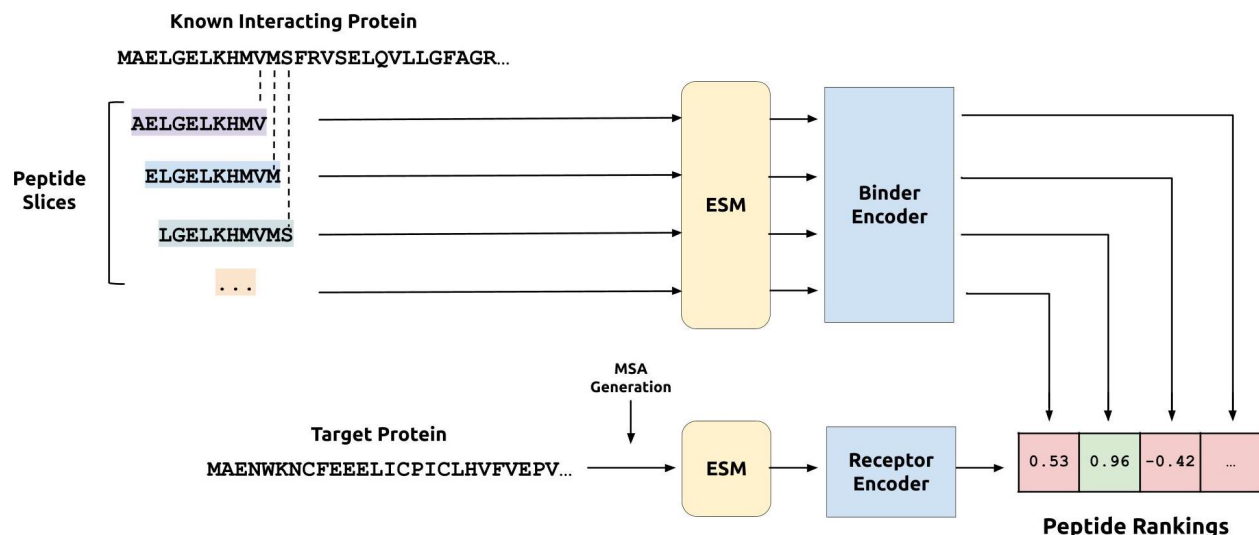 Known Interacting Protein
MAELGELKHMVMSFRVSELQVLLGFAGR...
Peptide
Slices
AELGELKHMV
ELGELKHMVM
LGELKHMVMS
...
ESM
Binder
Encoder
MSA
Generation
Target Protein
MAENWKNCFEEELICPICLHVFVEPV...
ESM
Receptor
Encoder
0.53 0.96 -0.42 ...
Peptide Rankings